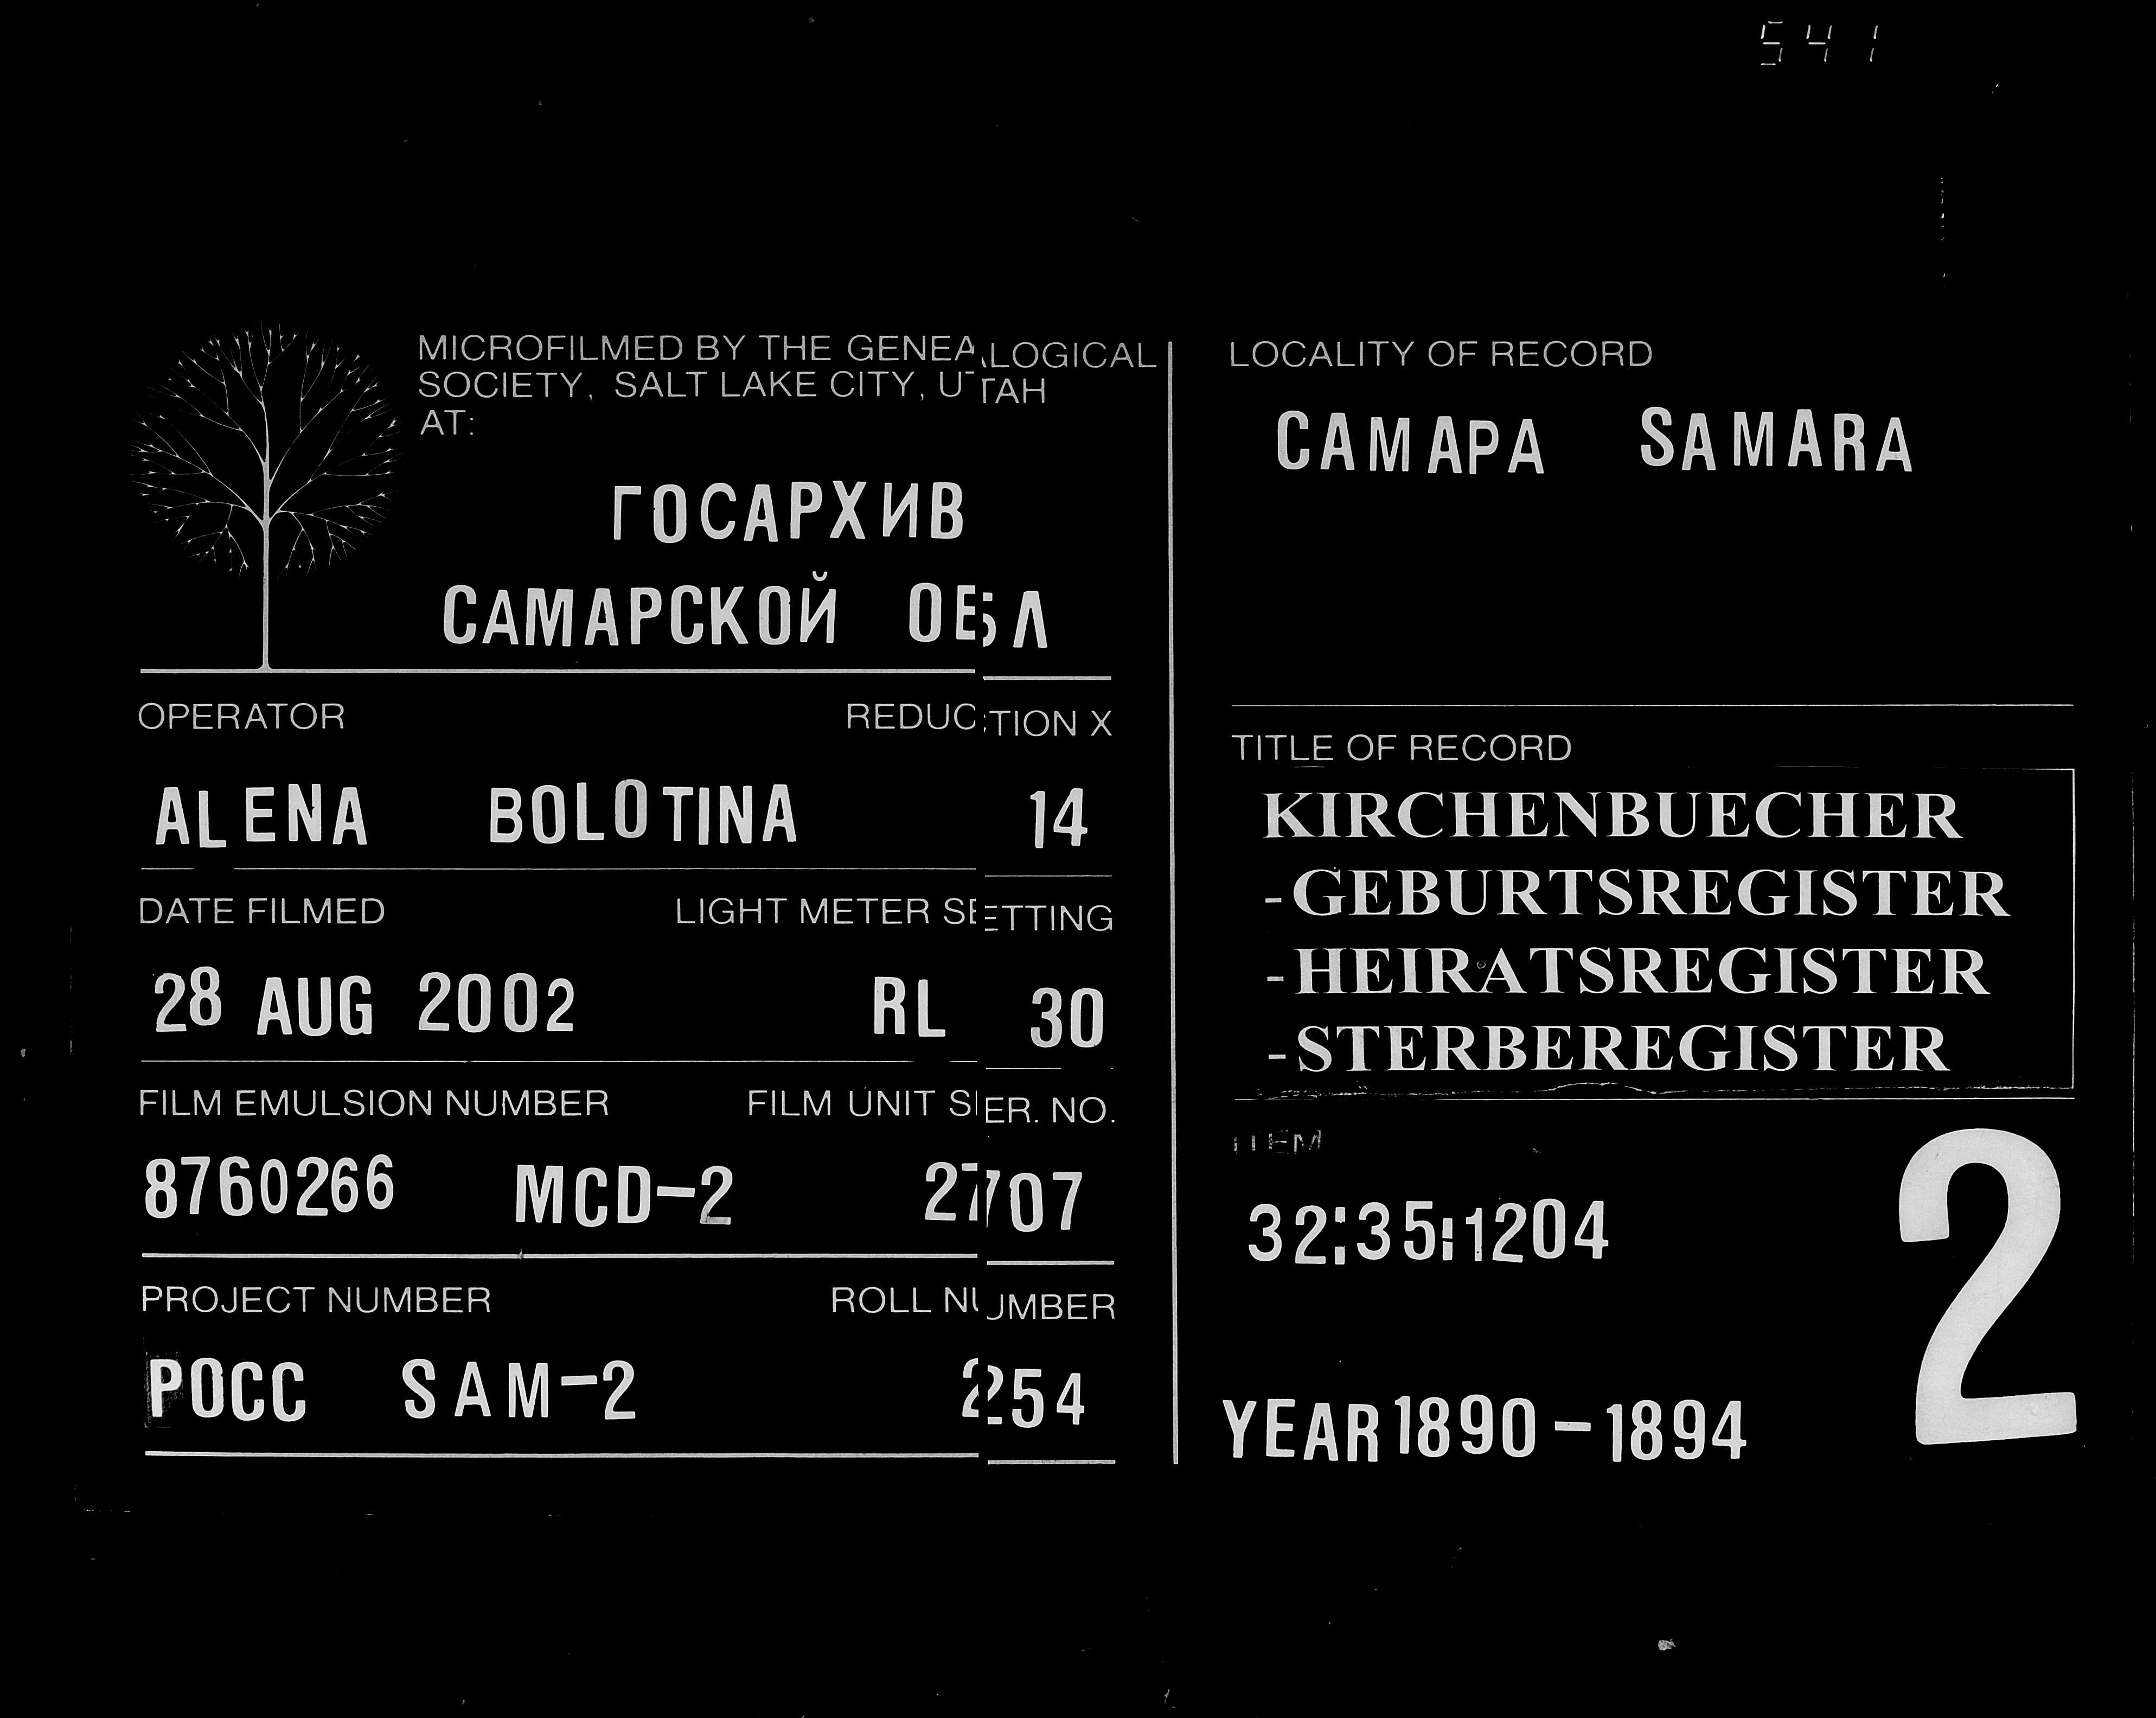 541
MICROFILMED BY THE GENEALOGICAL
SOCIETY, SALT LAKE CITY, UTAH
AT:
ГОСАРХИВ
САМАРСКОЙ ОБЛ
OPERATOR REDUCTION X
ALENA BOLOTINA 14
DATE FILMED LIGHT METER SETTING
28 AUG 2002 RL 30
FILM EMULSION NUMBER FILM UNIT SER. NO.
8760266 MCD-2 2707
PROJECT NUMBER ROLL NUMBER
РОСС SAM-2 254
LOCALITY OF RECORD
САМАРА SAMARA
TITLE OF RECORD
KIRCHENBUECHER
-GEBURTSREGISTER
-HEIRATSREGISTER
-STERBEREGISTER
ITEM
2
32:35:1204
YEAR 1890-1894